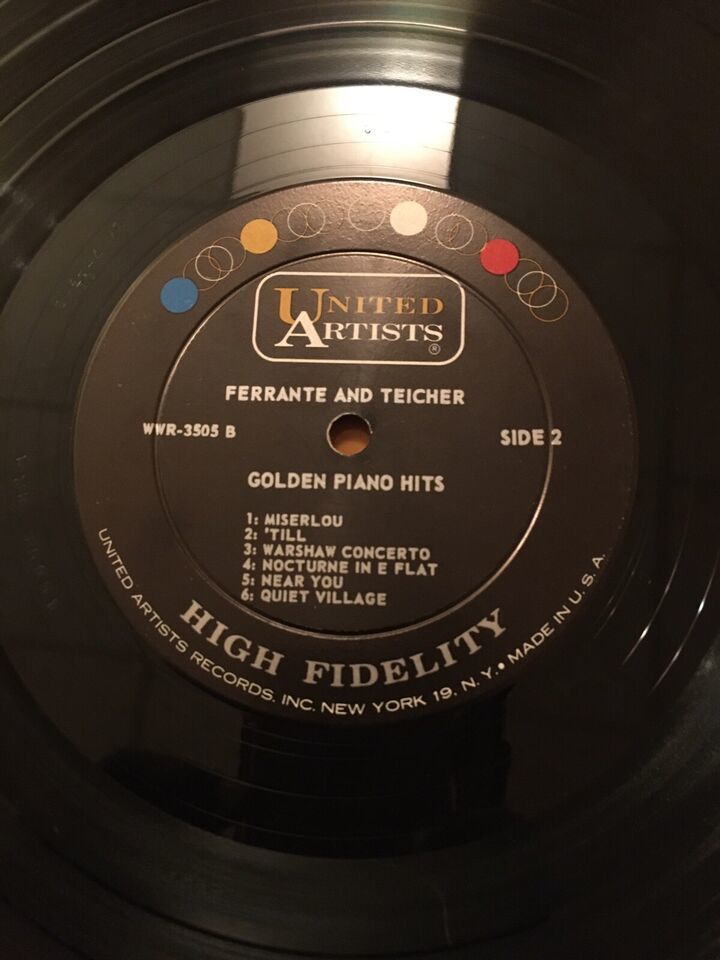 UNITED
ARTISTS
®
FERRANTE AND TEICHER
WWR-3505 B
SIDE 2
GOLDEN PIANO HITS
1: MISERLOU
2: 'TILL
3: WARSHAW CONCERTO
4: NOCTURNE IN E FLAT
5: NEAR YOU
6: QUIET VILLAGE
HIGH FIDELITY
UNITED ARTISTS RECORDS, INC. NEW YORK 19, N.Y. • MADE IN U.S.A.